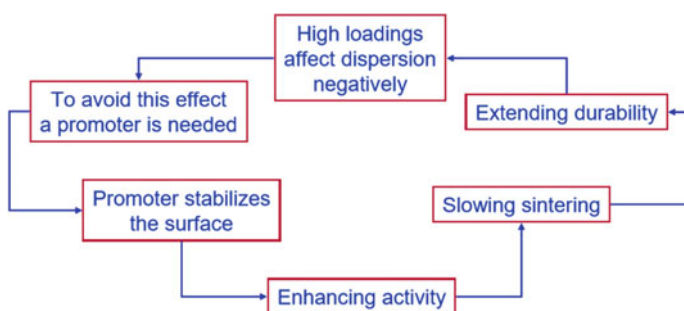 High loadings
affect dispersion
negatively
To avoid this effect
a promoter is needed
Extending durability
Promoter stabilizes
the surface
Slowing sintering
Enhancing activity